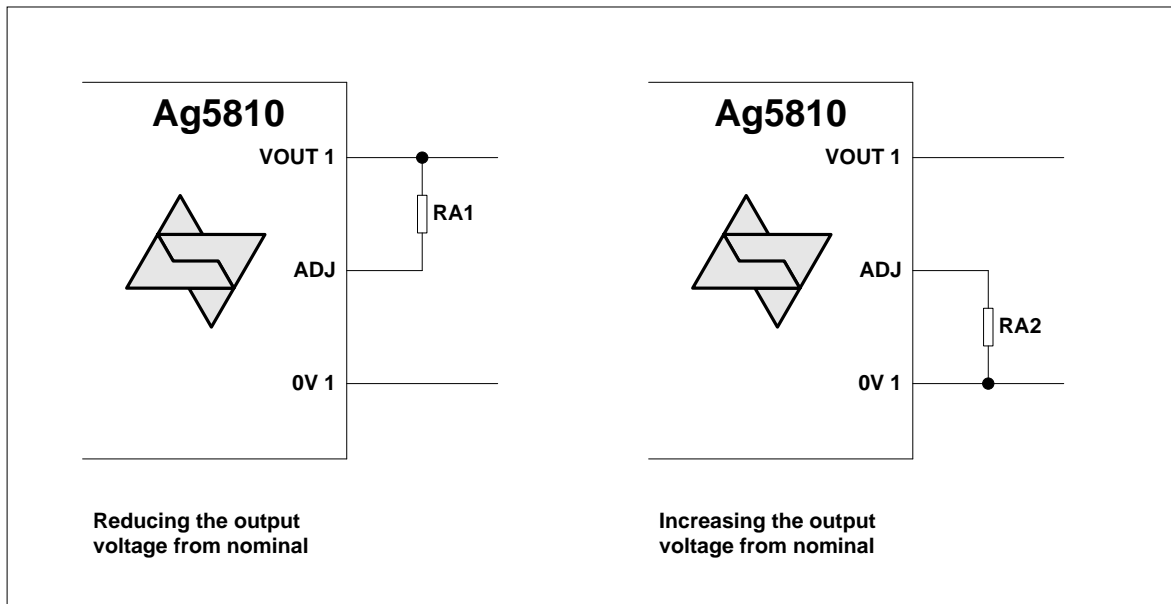 Ag5810
VOUT 1
RA1
ADJ
0V 1
Reducing the output
voltage from nominal
Ag5810
VOUT 1
ADJ
RA2
0V 1
Increasing the output
voltage from nominal